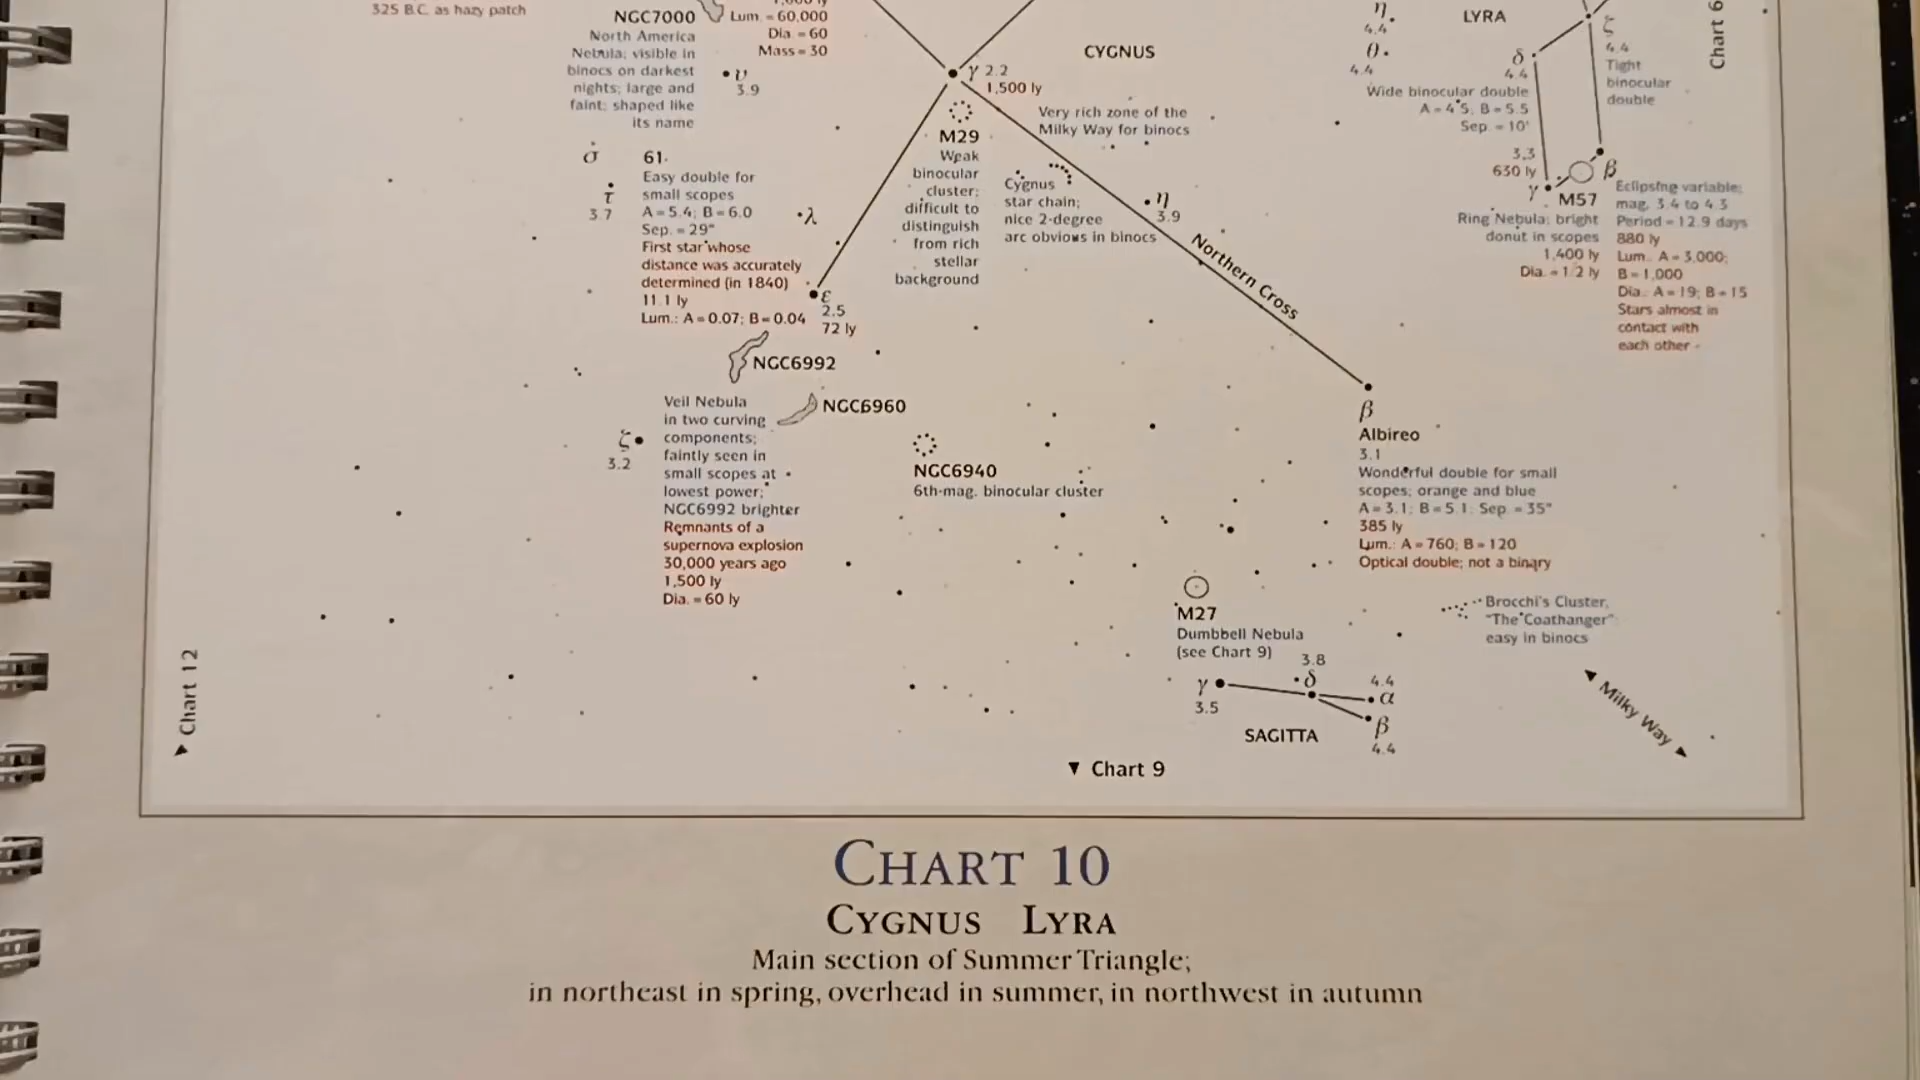 325 B.C. as hazy patch
NGC7000
North America
Nebula; visible in
binocs on darkest
nights; large and
faint; shaped like
its name
Lum. = 60,000
Dia. = 60
Mass = 30
υ
3.9
CYGNUS
γ 2.2
1,500 ly
Very rich zone of the
Milky Way for binocs
M29
Weak
binocular
cluster;
difficult to
distinguish
from rich
stellar
background
Cygnus
star chain;
nice 2-degree
arc obvious in binocs
η
3.9
Northern Cross
σ
τ
3.7
61
Easy double for
small scopes
A = 5.4; B = 6.0
Sep. = 29"
First star whose
distance was accurately
determined (in 1840)
11.1 ly
Lum.: A = 0.07; B = 0.04
λ
ε
2.5
72 ly
NGC6992
NGC6960
Veil Nebula
in two curving
components;
faintly seen in
small scopes at
lowest power;
NGC6992 brighter
Remnants of a
supernova explosion
30,000 years ago
1,500 ly
Dia. = 60 ly
ζ
3.2
NGC6940
6th-mag. binocular cluster
η
4.4
θ
4.4
LYRA
Chart 6
ζ
4.4
Tight
binocular
double
δ
4.4
Wide binocular double
A = 4.5; B = 5.5
Sep. = 10'
3.3
630 ly
γ
β
M57
Ring Nebula; bright
donut in scopes
1,400 ly
Dia. = 1.2 ly
Eclipsing variable;
mag. 3.4 to 4.3
Period = 12.9 days
880 ly
Lum. A = 3,000;
B = 1,000
Dia.: A = 19; B = 15
Stars almost in
contact with
each other
β
Albireo
3.1
Wonderful double for small
scopes; orange and blue
A = 3.1; B = 5.1; Sep. = 35"
385 ly
Lum.: A = 760; B = 120
Optical double; not a binary
M27
Dumbbell Nebula
(see Chart 9)
Brocchi's Cluster,
"The Coathanger"
easy in binocs
γ
3.5
3.8
δ
4.4
α
β
4.4
SAGITTA
Milky Way
Chart 12
Chart 9
CHART 10
CYGNUS LYRA
Main section of Summer Triangle;
in northeast in spring, overhead in summer, in northwest in autumn